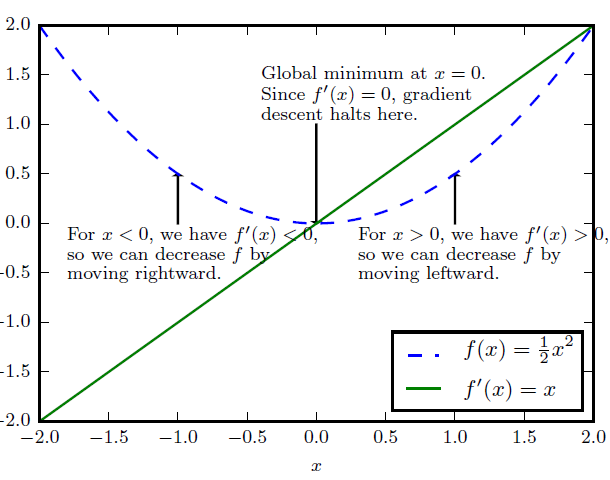 2.0
1.5
1.0
0.5
0.0
-0.5
-1.0
-1.5
-2.0
Global minimum at x = 0.
Since f′(x) = 0, gradient
descent halts here.
For x < 0, we have f′(x) < 0,
so we can decrease f by
moving rightward.
For x > 0, we have f′(x) > 0,
so we can decrease f by
moving leftward.
f(x) = ½x²
f′(x) = x
−2.0 −1.5 −1.0 −0.5 0.0 0.5 1.0 1.5 2.0
x